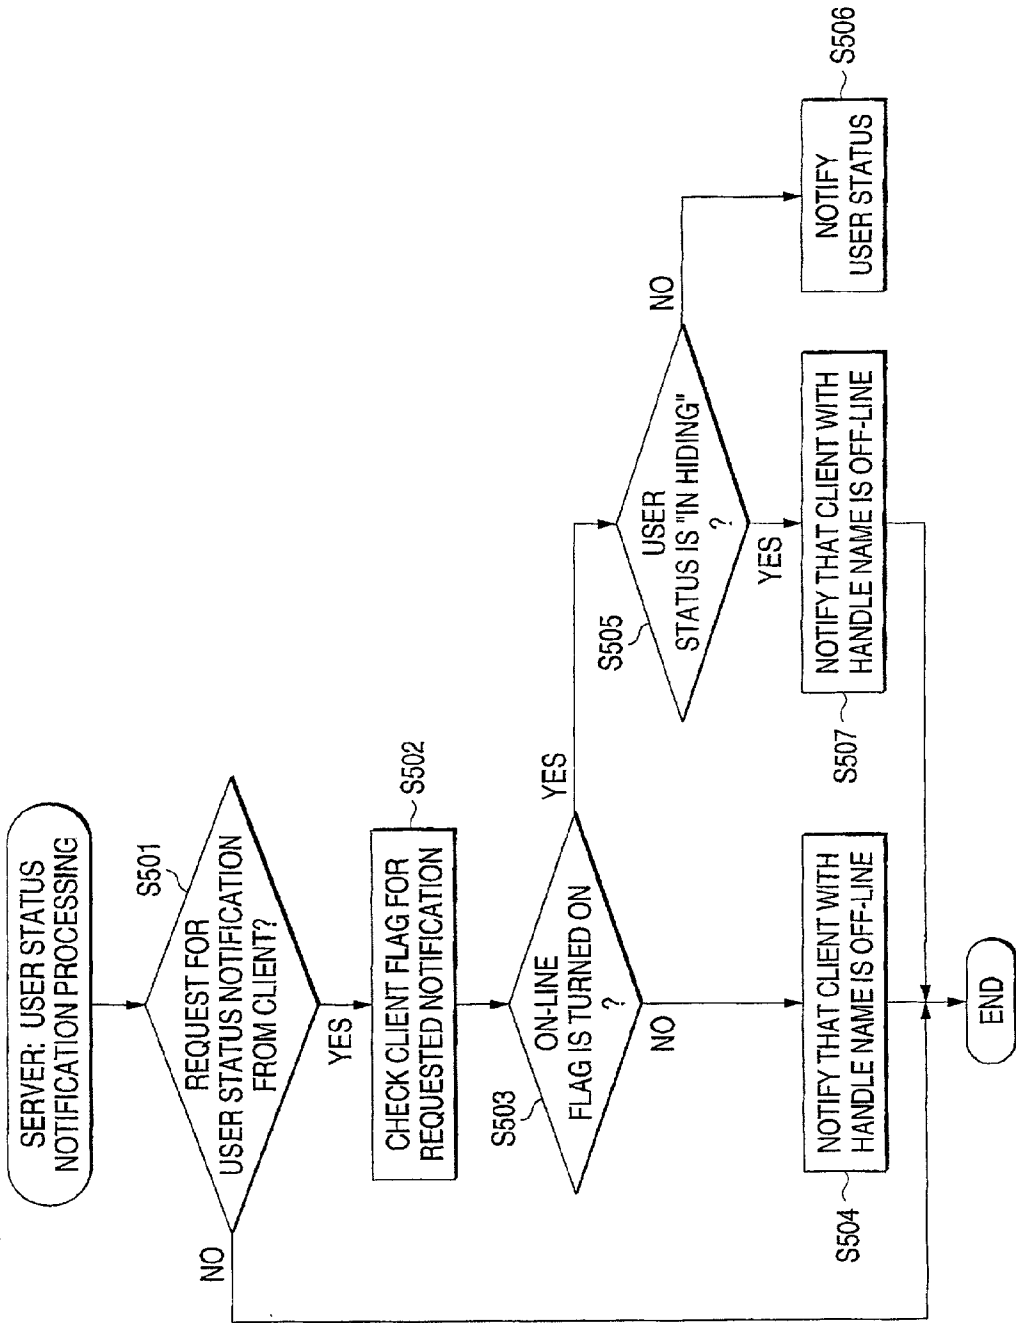 SERVER: USER STATUS
NOTIFICATION PROCESSING
S501
REQUEST FOR
USER STATUS NOTIFICATION
FROM CLIENT?
NO
YES
S502
CHECK CLIENT FLAG FOR
REQUESTED NOTIFICATION
S503
ON-LINE
FLAG IS TURNED ON
?
YES
NO
S505
USER
STATUS IS "IN HIDING"
?
NO
YES
S504
NOTIFY THAT CLIENT WITH
HANDLE NAME IS OFF-LINE
S507
NOTIFY THAT CLIENT WITH
HANDLE NAME IS OFF-LINE
S506
NOTIFY
USER STATUS
END